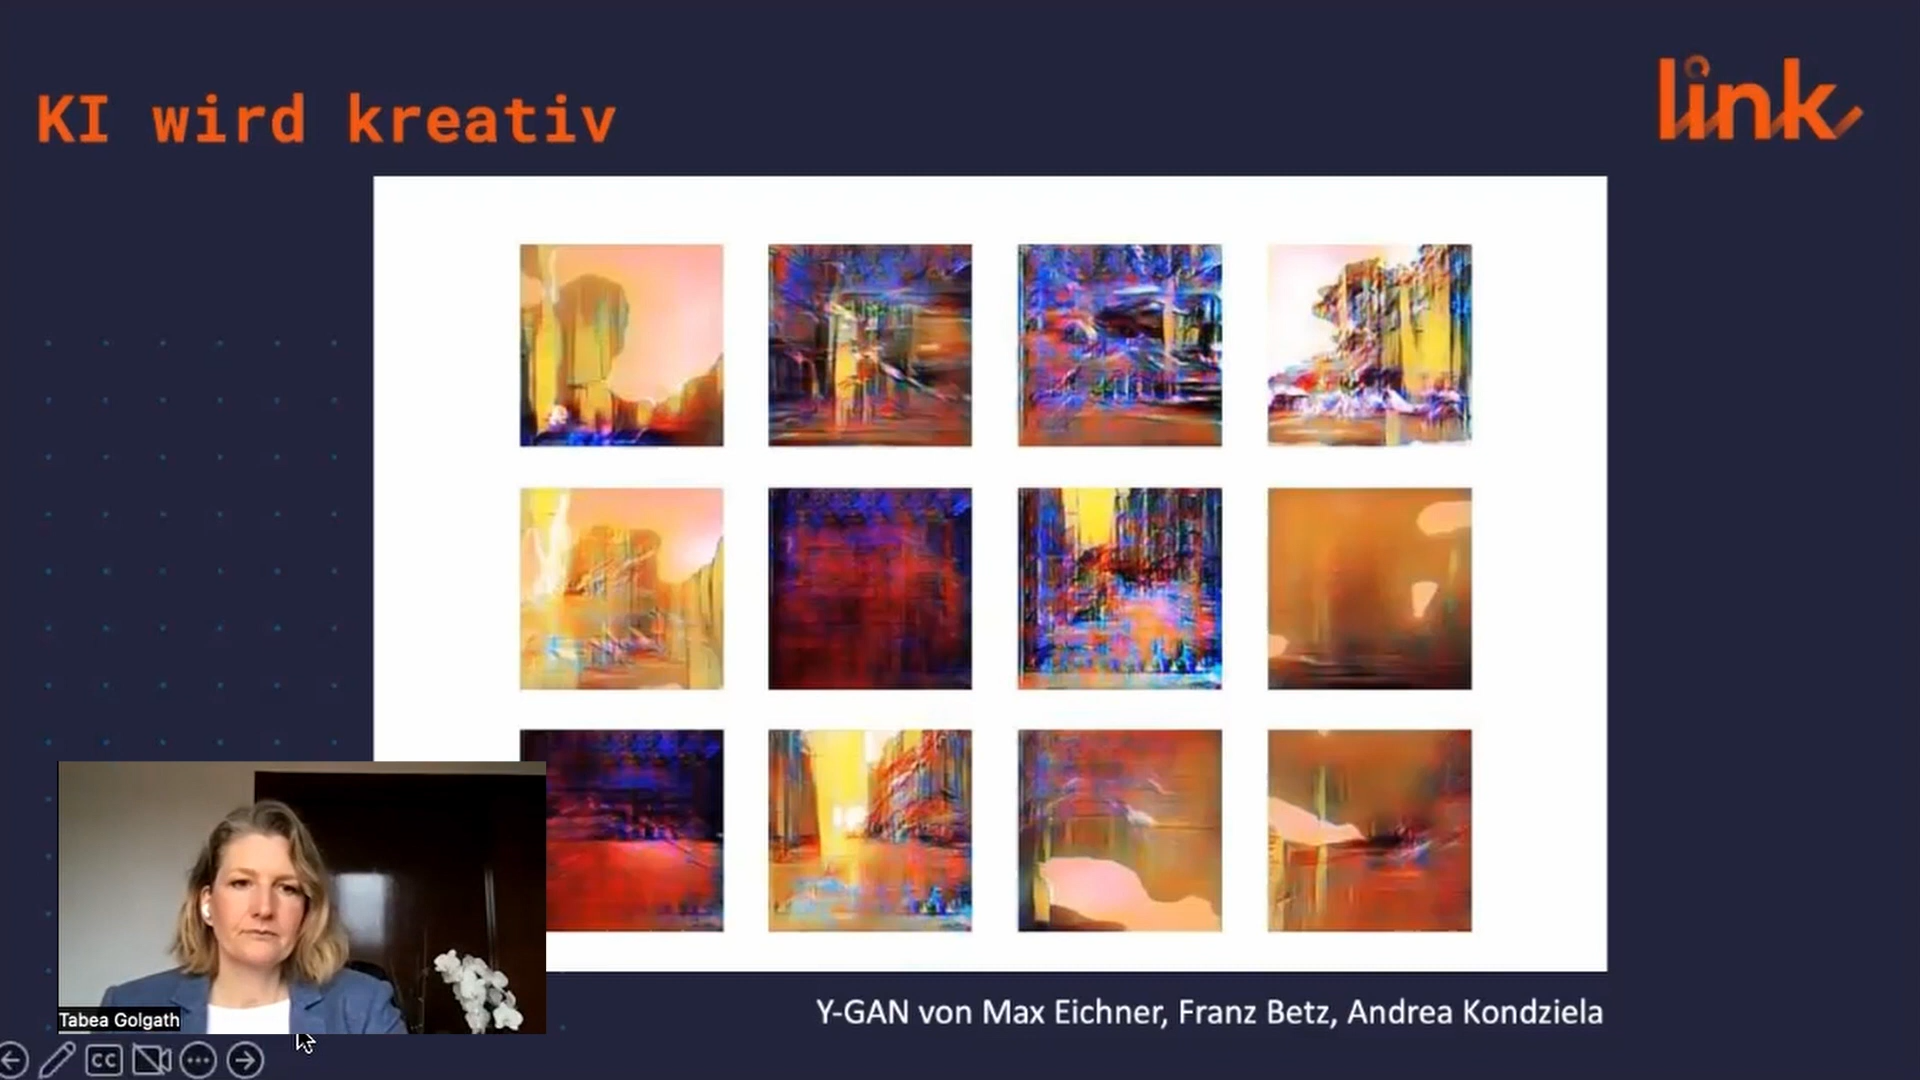 KI wird kreativ
link
Tabea Golgath
Y-GAN von Max Eichner, Franz Betz, Andrea Kondziela
CC